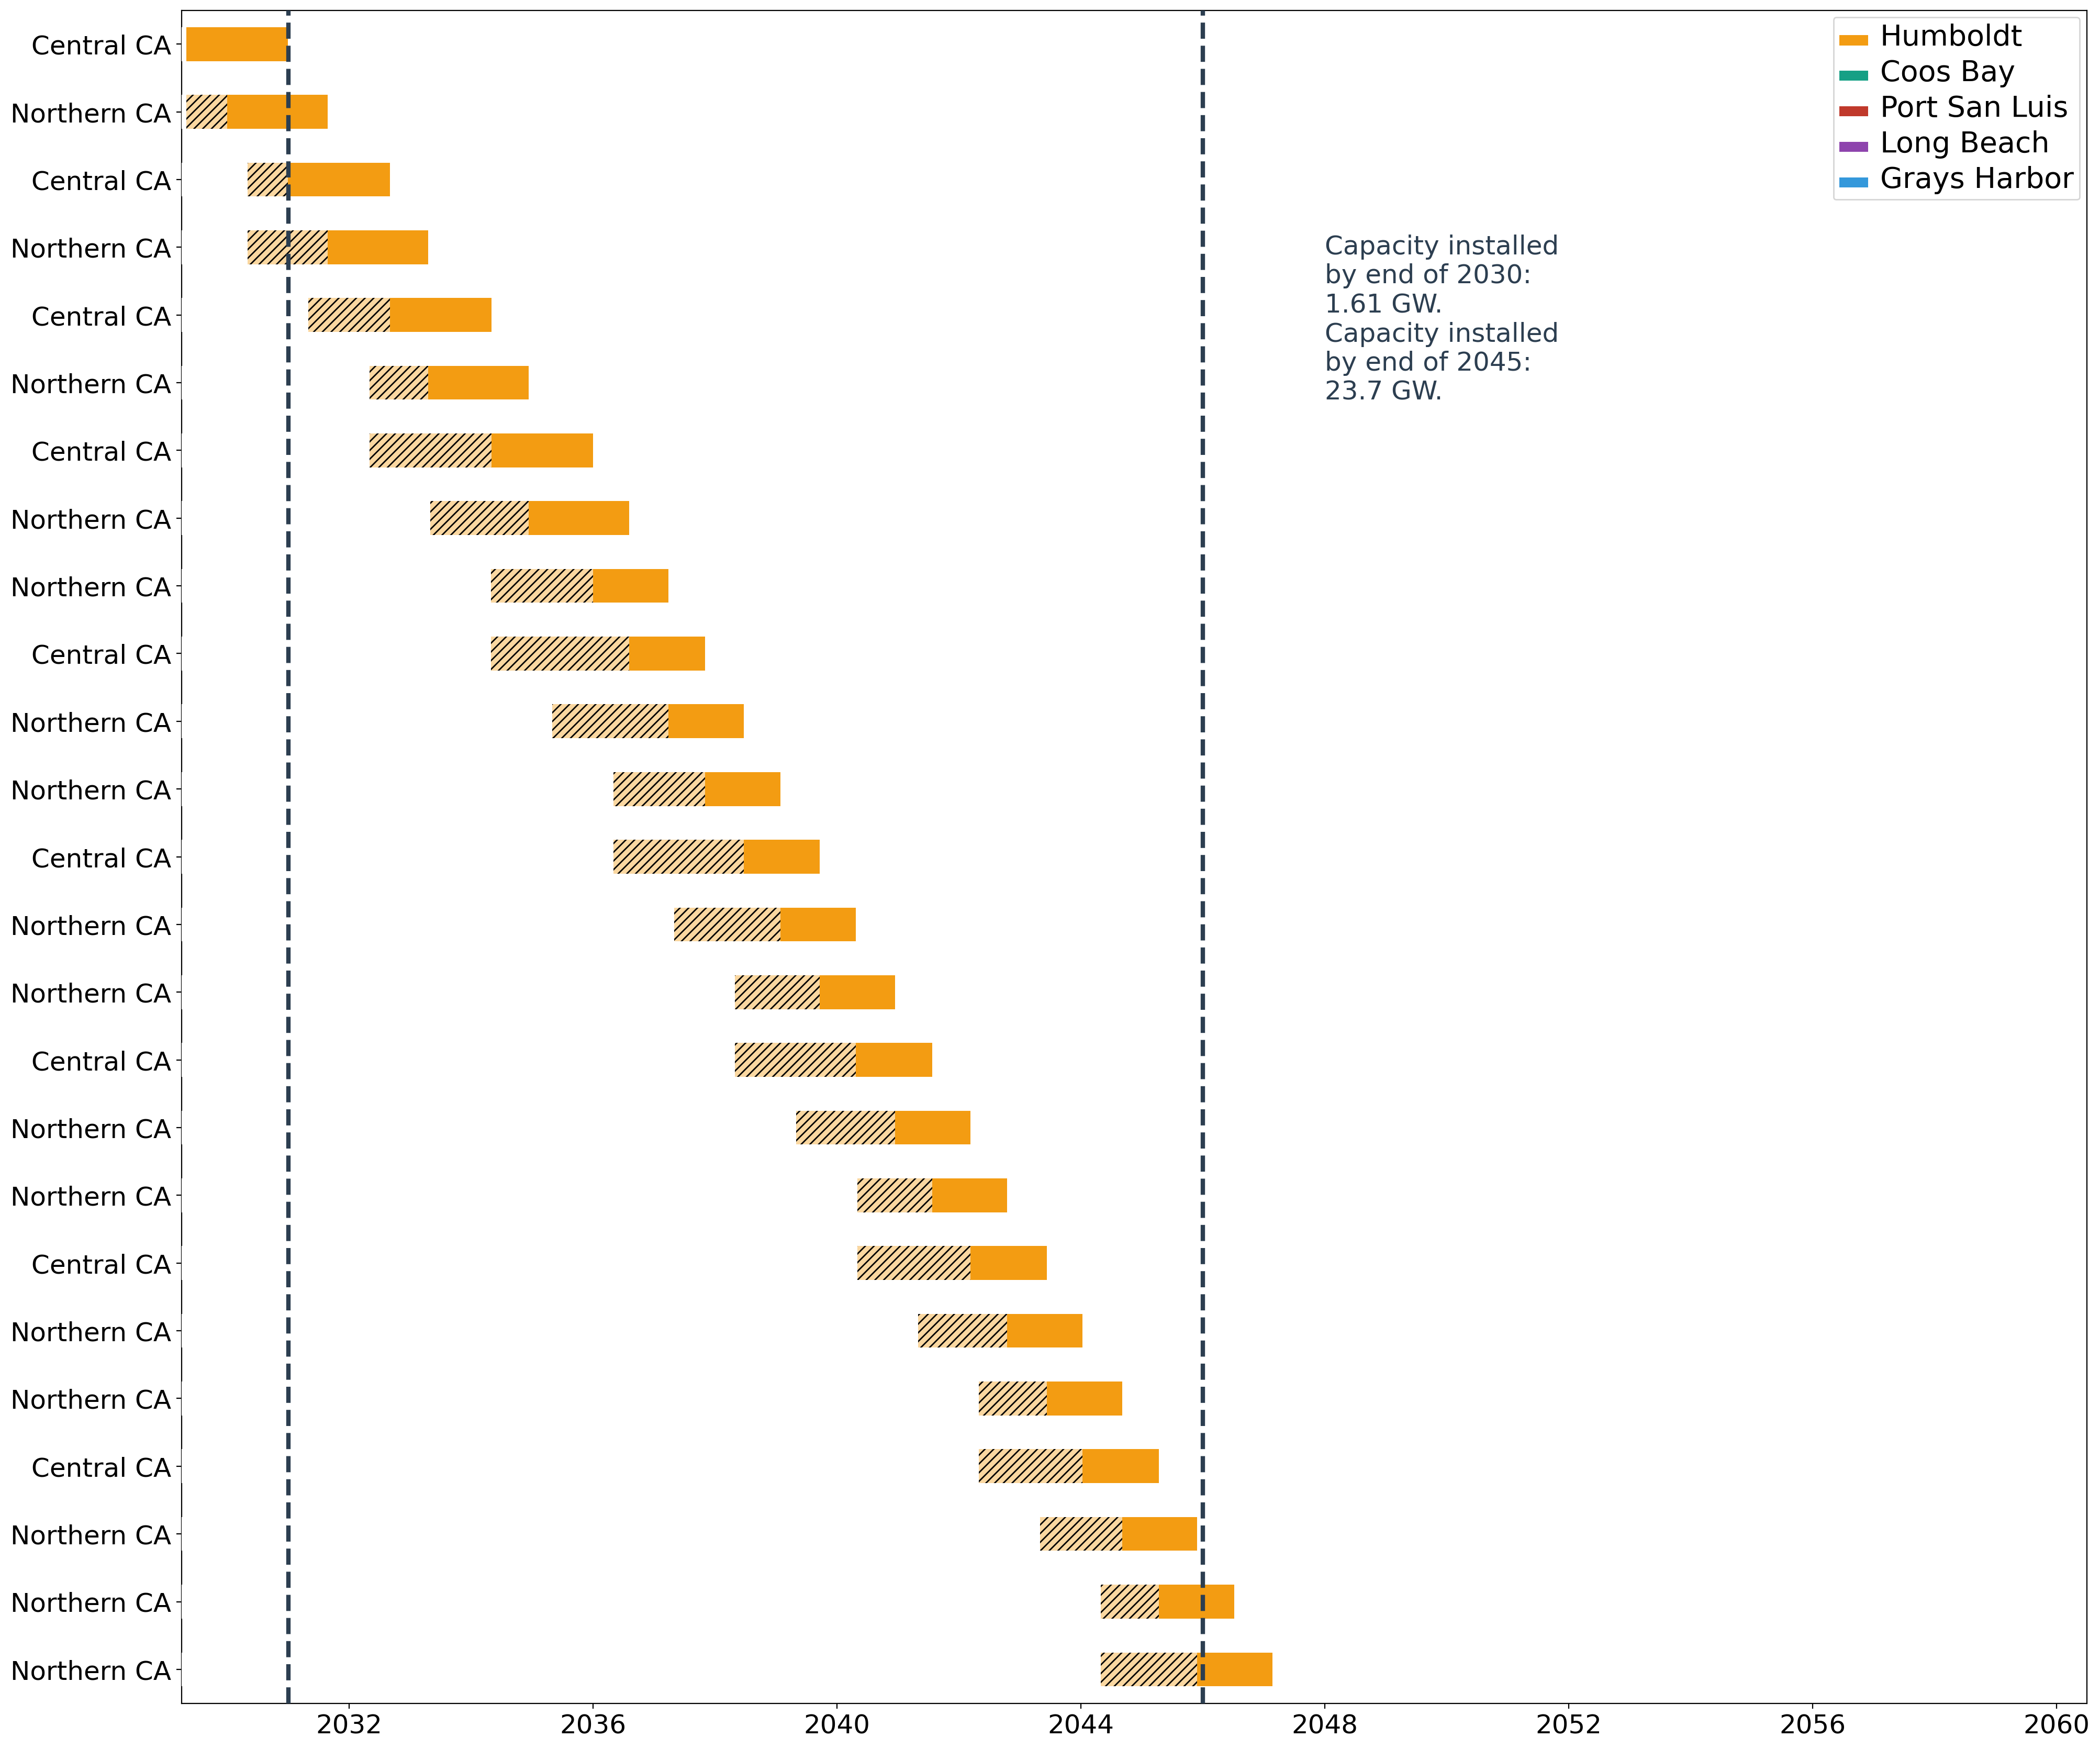 Central CA
Northern CA
Central CA
Northern CA
Central CA
Northern CA
Central CA
Northern CA
Northern CA
Central CA
Northern CA
Northern CA
Central CA
Northern CA
Northern CA
Central CA
Northern CA
Northern CA
Central CA
Northern CA
Northern CA
Central CA
Northern CA
Northern CA
Northern CA
Humboldt
Coos Bay
Port San Luis
Long Beach
Grays Harbor
Capacity installed
by end of 2030:
1.61 GW.
Capacity installed
by end of 2045:
23.7 GW.
2032 2036 2040 2044 2048 2052 2056 2060